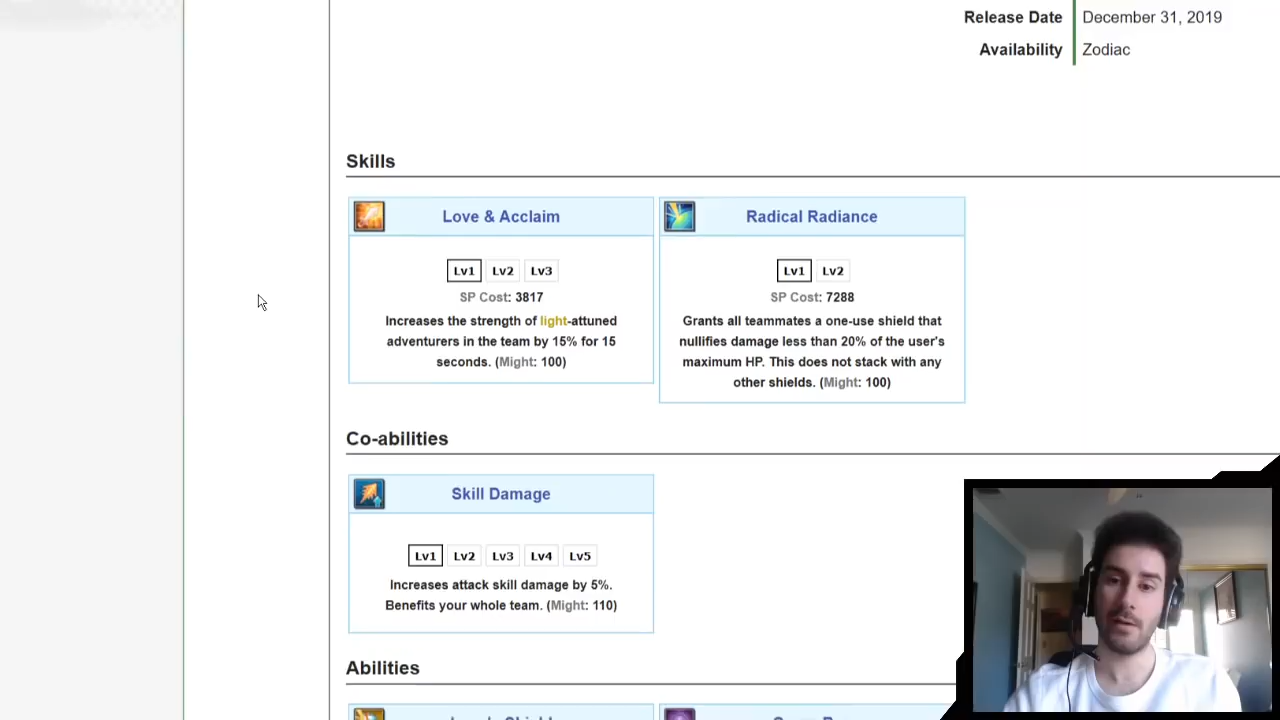 Release Date December 31, 2019
Availability Zodiac
Skills
Love & Acclaim
Lv1 Lv2 Lv3
SP Cost: 3817
Increases the strength of light-attuned
adventurers in the team by 15% for 15
seconds. (Might: 100)
Radical Radiance
Lv1 Lv2
SP Cost: 7288
Grants all teammates a one-use shield that
nullifies damage less than 20% of the user's
maximum HP. This does not stack with any
other shields. (Might: 100)
Co-abilities
Skill Damage
Lv1 Lv2 Lv3 Lv4 Lv5
Increases attack skill damage by 5%.
Benefits your whole team. (Might: 110)
Abilities